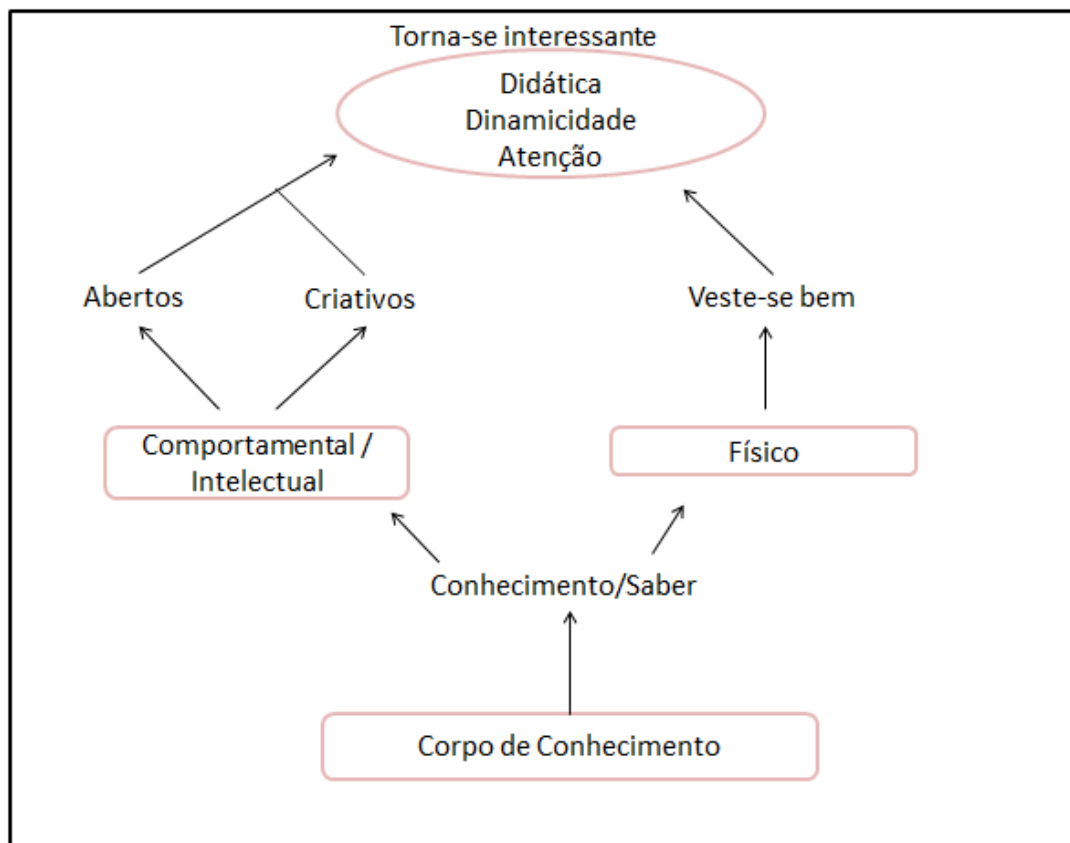 Torna-se interessante
Didática
Dinamicidade
Atenção
Abertos
Criativos
Veste-se bem
Comportamental /
Intelectual
Físico
Conhecimento/Saber
Corpo de Conhecimento